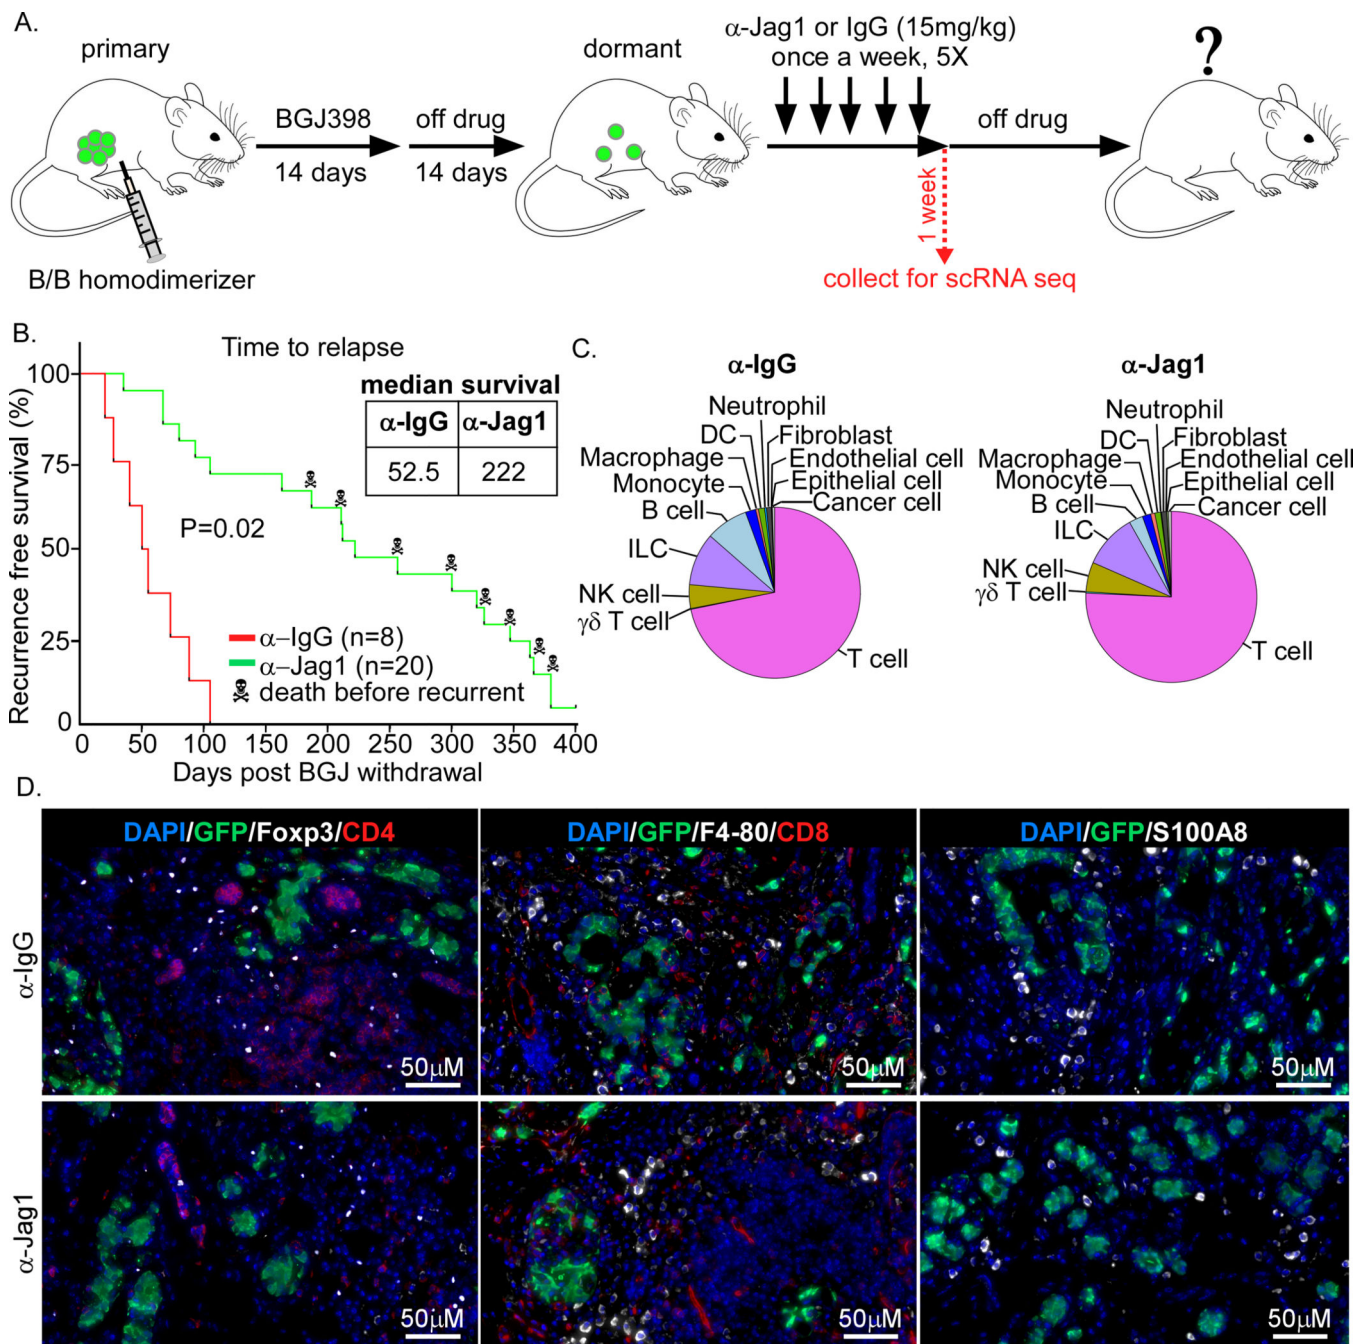 A.
primary
BGJ398
14 days
off drug
14 days
dormant
α-Jag1 or IgG (15mg/kg)
once a week, 5X
off drug
?
1 week
B/B homodimerizer
collect for scRNA seq
B.
Time to relapse
median survival
α-IgG α-Jag1
52.5 222
P=0.02
α–IgG (n=8)
α–Jag1 (n=20)
death before recurrent
Recurrence free survival (%)
100
75
50
25
0
0 50 100 150 200 250 300 350 400
Days post BGJ withdrawal
C.
α-IgG
Neutrophil
DC
Fibroblast
Macrophage
Endothelial cell
Monocyte
Epithelial cell
B cell
Cancer cell
ILC
NK cell
γδ T cell
T cell
α-Jag1
Neutrophil
DC
Fibroblast
Macrophage
Endothelial cell
Monocyte
Epithelial cell
B cell
Cancer cell
ILC
NK cell
γδ T cell
T cell
D.
DAPI/GFP/Foxp3/CD4
DAPI/GFP/F4-80/CD8
DAPI/GFP/S100A8
α-IgG
50μM
50μM
50μM
α-Jag1
50μM
50μM
50μM